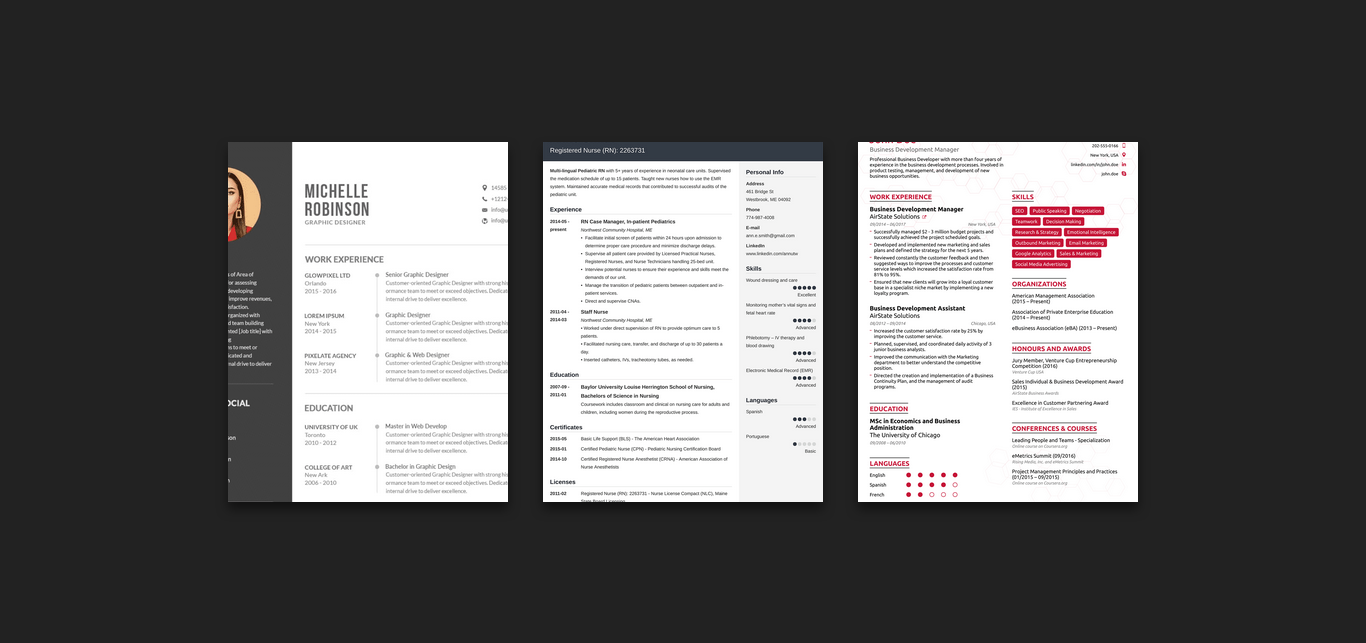 s of Area of
or assessing
developing
improve revenues,
isfaction.
organized with
d team building
nted [Job title] with
g
s to meet or
icated and
rnal drive to deliver
OCIAL
son
n
MICHELLE
ROBINSON
GRAPHIC DESIGNER
14585
+1212
info@u
info@u
WORK EXPERIENCE
GLOWPIXEL LTD
Orlando
2015 - 2016
Senior Graphic Designer
Customer-oriented Graphic Designer with strong his
ormance team to meet or exceed objectives. Dedicat
internal drive to deliver excellence.
LOREM IPSUM
New York
2014 - 2015
Graphic Designer
Customer-oriented Graphic Designer with strong his
ormance team to meet or exceed objectives. Dedicat
internal drive to deliver excellence.
PIXELATE AGENCY
New Jersey
2013 - 2014
Graphic & Web Designer
Customer-oriented Graphic Designer with strong his
ormance team to meet or exceed objectives. Dedicat
internal drive to deliver excellence.
EDUCATION
UNIVERSITY OF UK
Toronto
2010 - 2012
Master in Web Develop
Customer-oriented Graphic Designer with strong his
ormance team to meet or exceed objectives. Dedicat
internal drive to deliver excellence.
COLLEGE OF ART
New Ark
2006 - 2010
Bachelor in Graphic Design
Customer-oriented Graphic Designer with strong his
ormance team to meet or exceed objectives. Dedicat
internal drive to deliver excellence.
Registered Nurse (RN): 2263731
Multi-lingual Pediatric RN with 5+ years of experience in neonatal care units. Supervised
the medication schedule of up to 15 patients. Taught new nurses how to use the EMR
system. Maintained accurate medical records that contributed to successful audits of the
pediatric unit.
Experience
2014-05 -
present
RN Case Manager, In-patient Pediatrics
Northwest Community Hospital, ME
• Facilitate initial screen of patients within 24 hours upon admission to
determine proper care procedure and minimize discharge delays.
• Supervise all patient care provided by Licensed Practical Nurses,
Registered Nurses, and Nurse Technicians handling 25-bed unit.
• Interview potential nurses to ensure their experience and skills meet the
demands of our unit.
• Manage the transition of pediatric patients between outpatient and in-
patient services.
• Direct and supervise CNAs.
2011-04 -
2014-03
Staff Nurse
Northwest Community Hospital, ME
• Worked under direct supervision of RN to provide optimum care to 5
patients.
• Facilitated nursing care, transfer, and discharge of up to 30 patients a
day.
• Inserted catheters, IVs, tracheotomy tubes, as needed.
Education
2007-09 -
2011-01
Baylor University Louise Herrington School of Nursing,
Bachelors of Science in Nursing
Coursework includes classroom and clinical on nursing care for adults and
children, including women during the reproductive process.
Certificates
2015-05 Basic Life Support (BLS) - The American Heart Association
2015-01 Certified Pediatric Nurse (CPN) - Pediatric Nursing Certification Board
2014-10 Certified Registered Nurse Anesthetist (CRNA) - American Association of
Nurse Anesthetists
Licenses
2011-02 Registered Nurse (RN): 2263731 - Nurse License Compact (NLC), Maine
State Board Licensing
Personal Info
Address
461 Bridge St
Westbrook, ME 04092
Phone
774-987-4009
E-mail
ann.e.smith@gmail.com
LinkedIn
www.linkedin.com/annutw
Skills
Wound dressing and care
Excellent
Monitoring mother's vital signs and
fetal heart rate
Advanced
Phlebotomy – IV therapy and
blood drawing
Advanced
Electronic Medical Record (EMR)
Advanced
Languages
Spanish
Advanced
Portuguese
Basic
Business Development Manager
Professional Business Developer with more than four years of
experience in the business development processes. Involved in
product testing, management, and development of new
business opportunities.
202-555-0166
New York, USA
linkedin.com/in/john.doe
john.doe
WORK EXPERIENCE
Business Development Manager
AirState Solutions
09/2014 – 06/2017 New York, USA
– Successfully managed $2 - 3 million budget projects and
successfully achieved the project scheduled goals.
– Developed and implemented new marketing and sales
plans and defined the strategy for the next 5 years.
– Reviewed constantly the customer feedback and then
suggested ways to improve the processes and customer
service levels which increased the satisfaction rate from
81% to 95%.
– Ensured that new clients will grow into a loyal customer
base in a specialist niche market by implementing a new
loyalty program.
Business Development Assistant
AirState Solutions
08/2012 – 09/2014 Chicago, USA
– Increased the customer satisfaction rate by 25% by
improving the customer service.
– Planned, supervised, and coordinated daily activity of 3
junior business analysts.
– Improved the communication with the Marketing
department to better understand the competitive
position.
– Directed the creation and implementation of a Business
Continuity Plan, and the management of audit
programs.
EDUCATION
MSc in Economics and Business
Administration
The University of Chicago
09/2008 – 06/2010
LANGUAGES
English
Spanish
French
SKILLS
SEO Public Speaking Negotiation
Teamwork Decision Making
Research & Strategy Emotional Intelligence
Outbound Marketing Email Marketing
Google Analytics Sales & Marketing
Social Media Advertising
ORGANIZATIONS
American Management Association
(2015 – Present)
Association of Private Enterprise Education
(2014 – Present)
eBusiness Association (eBA) (2013 – Present)
HONOURS AND AWARDS
Jury Member, Venture Cup Entrepreneurship
Competition (2016)
Venture Cup USA
Sales Individual & Business Development Award
(2015)
AirState Business Awards
Excellence in Customer Partnering Award
IES - Institute of Excellence in Sales
CONFERENCES & COURSES
Leading People and Teams - Specialization
Online course on Coursera.org
eMetrics Summit (09/2016)
Rising Media, Inc. and eMetrics Summit
Project Management Principles and Practices
(01/2015 – 09/2015)
Online course on Coursera.org